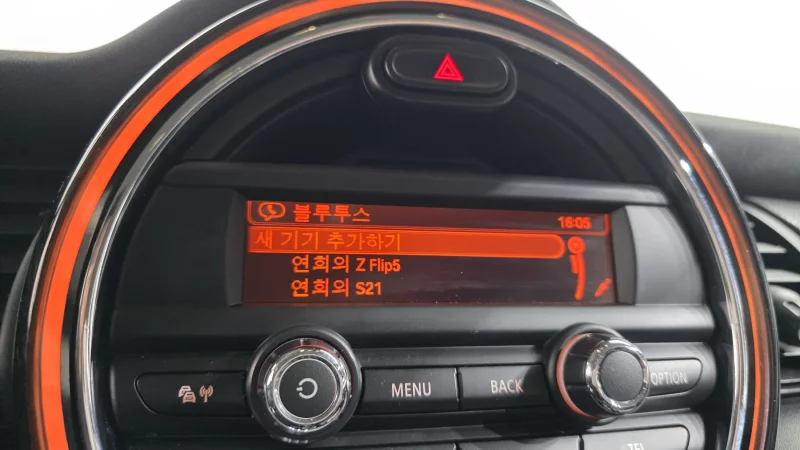 블루투스 16:05
새 기기 추가하기
연희의 Z Flip5
연희의 S21
MENU BACK OPTION
TEL